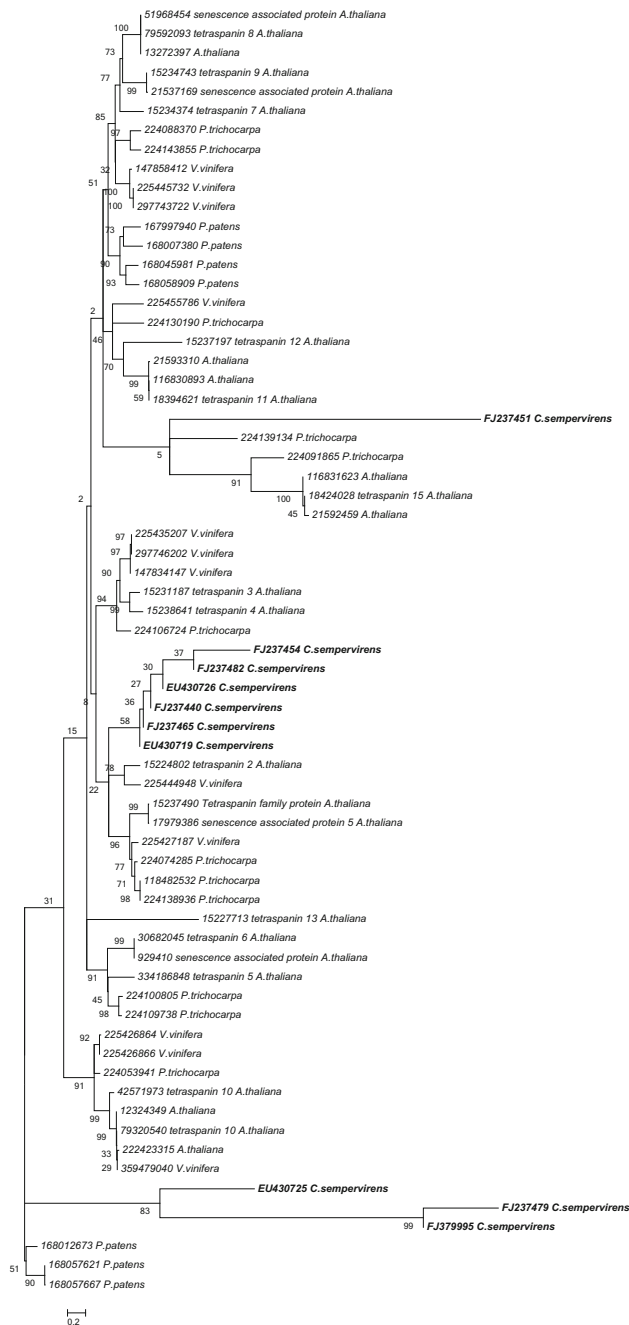 51968454 senescence associated protein A.thaliana
100
79592093 tetraspanin 8 A.thaliana
73
13272397 A.thaliana
77
15234743 tetraspanin 9 A.thaliana
99
21537169 senescence associated protein A.thaliana
15234374 tetraspanin 7 A.thaliana
85
97
224088370 P.trichocarpa
224143855 P.trichocarpa
32
147858412 V.vinifera
51
100
225445732 V.vinifera
100
297743722 V.vinifera
73
167997940 P.patens
168007380 P.patens
90
168045981 P.patens
93
168058909 P.patens
225455786 V.vinifera
2
224130190 P.trichocarpa
46
15237197 tetraspanin 12 A.thaliana
70
21593310 A.thaliana
99
116830893 A.thaliana
59
18394621 tetraspanin 11 A.thaliana
FJ237451 C.sempervirens
224139134 P.trichocarpa
5
224091865 P.trichocarpa
91
116831623 A.thaliana
100
18424028 tetraspanin 15 A.thaliana
2
45
21592459 A.thaliana
97
225435207 V.vinifera
97
297746202 V.vinifera
90
147834147 V.vinifera
15231187 tetraspanin 3 A.thaliana
94
99
15238641 tetraspanin 4 A.thaliana
224106724 P.trichocarpa
37
FJ237454 C.sempervirens
30
FJ237482 C.sempervirens
27
EU430726 C.sempervirens
8
36
FJ237440 C.sempervirens
58
FJ237465 C.sempervirens
15
EU430719 C.sempervirens
78
15224802 tetraspanin 2 A.thaliana
22
225444948 V.vinifera
99
15237490 Tetraspanin family protein A.thaliana
17979386 senescence associated protein 5 A.thaliana
96
225427187 V.vinifera
77
224074285 P.trichocarpa
71
118482532 P.trichocarpa
98
224138936 P.trichocarpa
31
15227713 tetraspanin 13 A.thaliana
99
30682045 tetraspanin 6 A.thaliana
929410 senescence associated protein A.thaliana
91
334186848 tetraspanin 5 A.thaliana
45
224100805 P.trichocarpa
98
224109738 P.trichocarpa
92
225426864 V.vinifera
225426866 V.vinifera
91
224053941 P.trichocarpa
42571973 tetraspanin 10 A.thaliana
99
12324349 A.thaliana
99
79320540 tetraspanin 10 A.thaliana
33
222423315 A.thaliana
29
359479040 V.vinifera
EU430725 C.sempervirens
83
FJ237479 C.sempervirens
99
FJ379995 C.sempervirens
168012673 P.patens
51
168057621 P.patens
90
168057667 P.patens
0.2